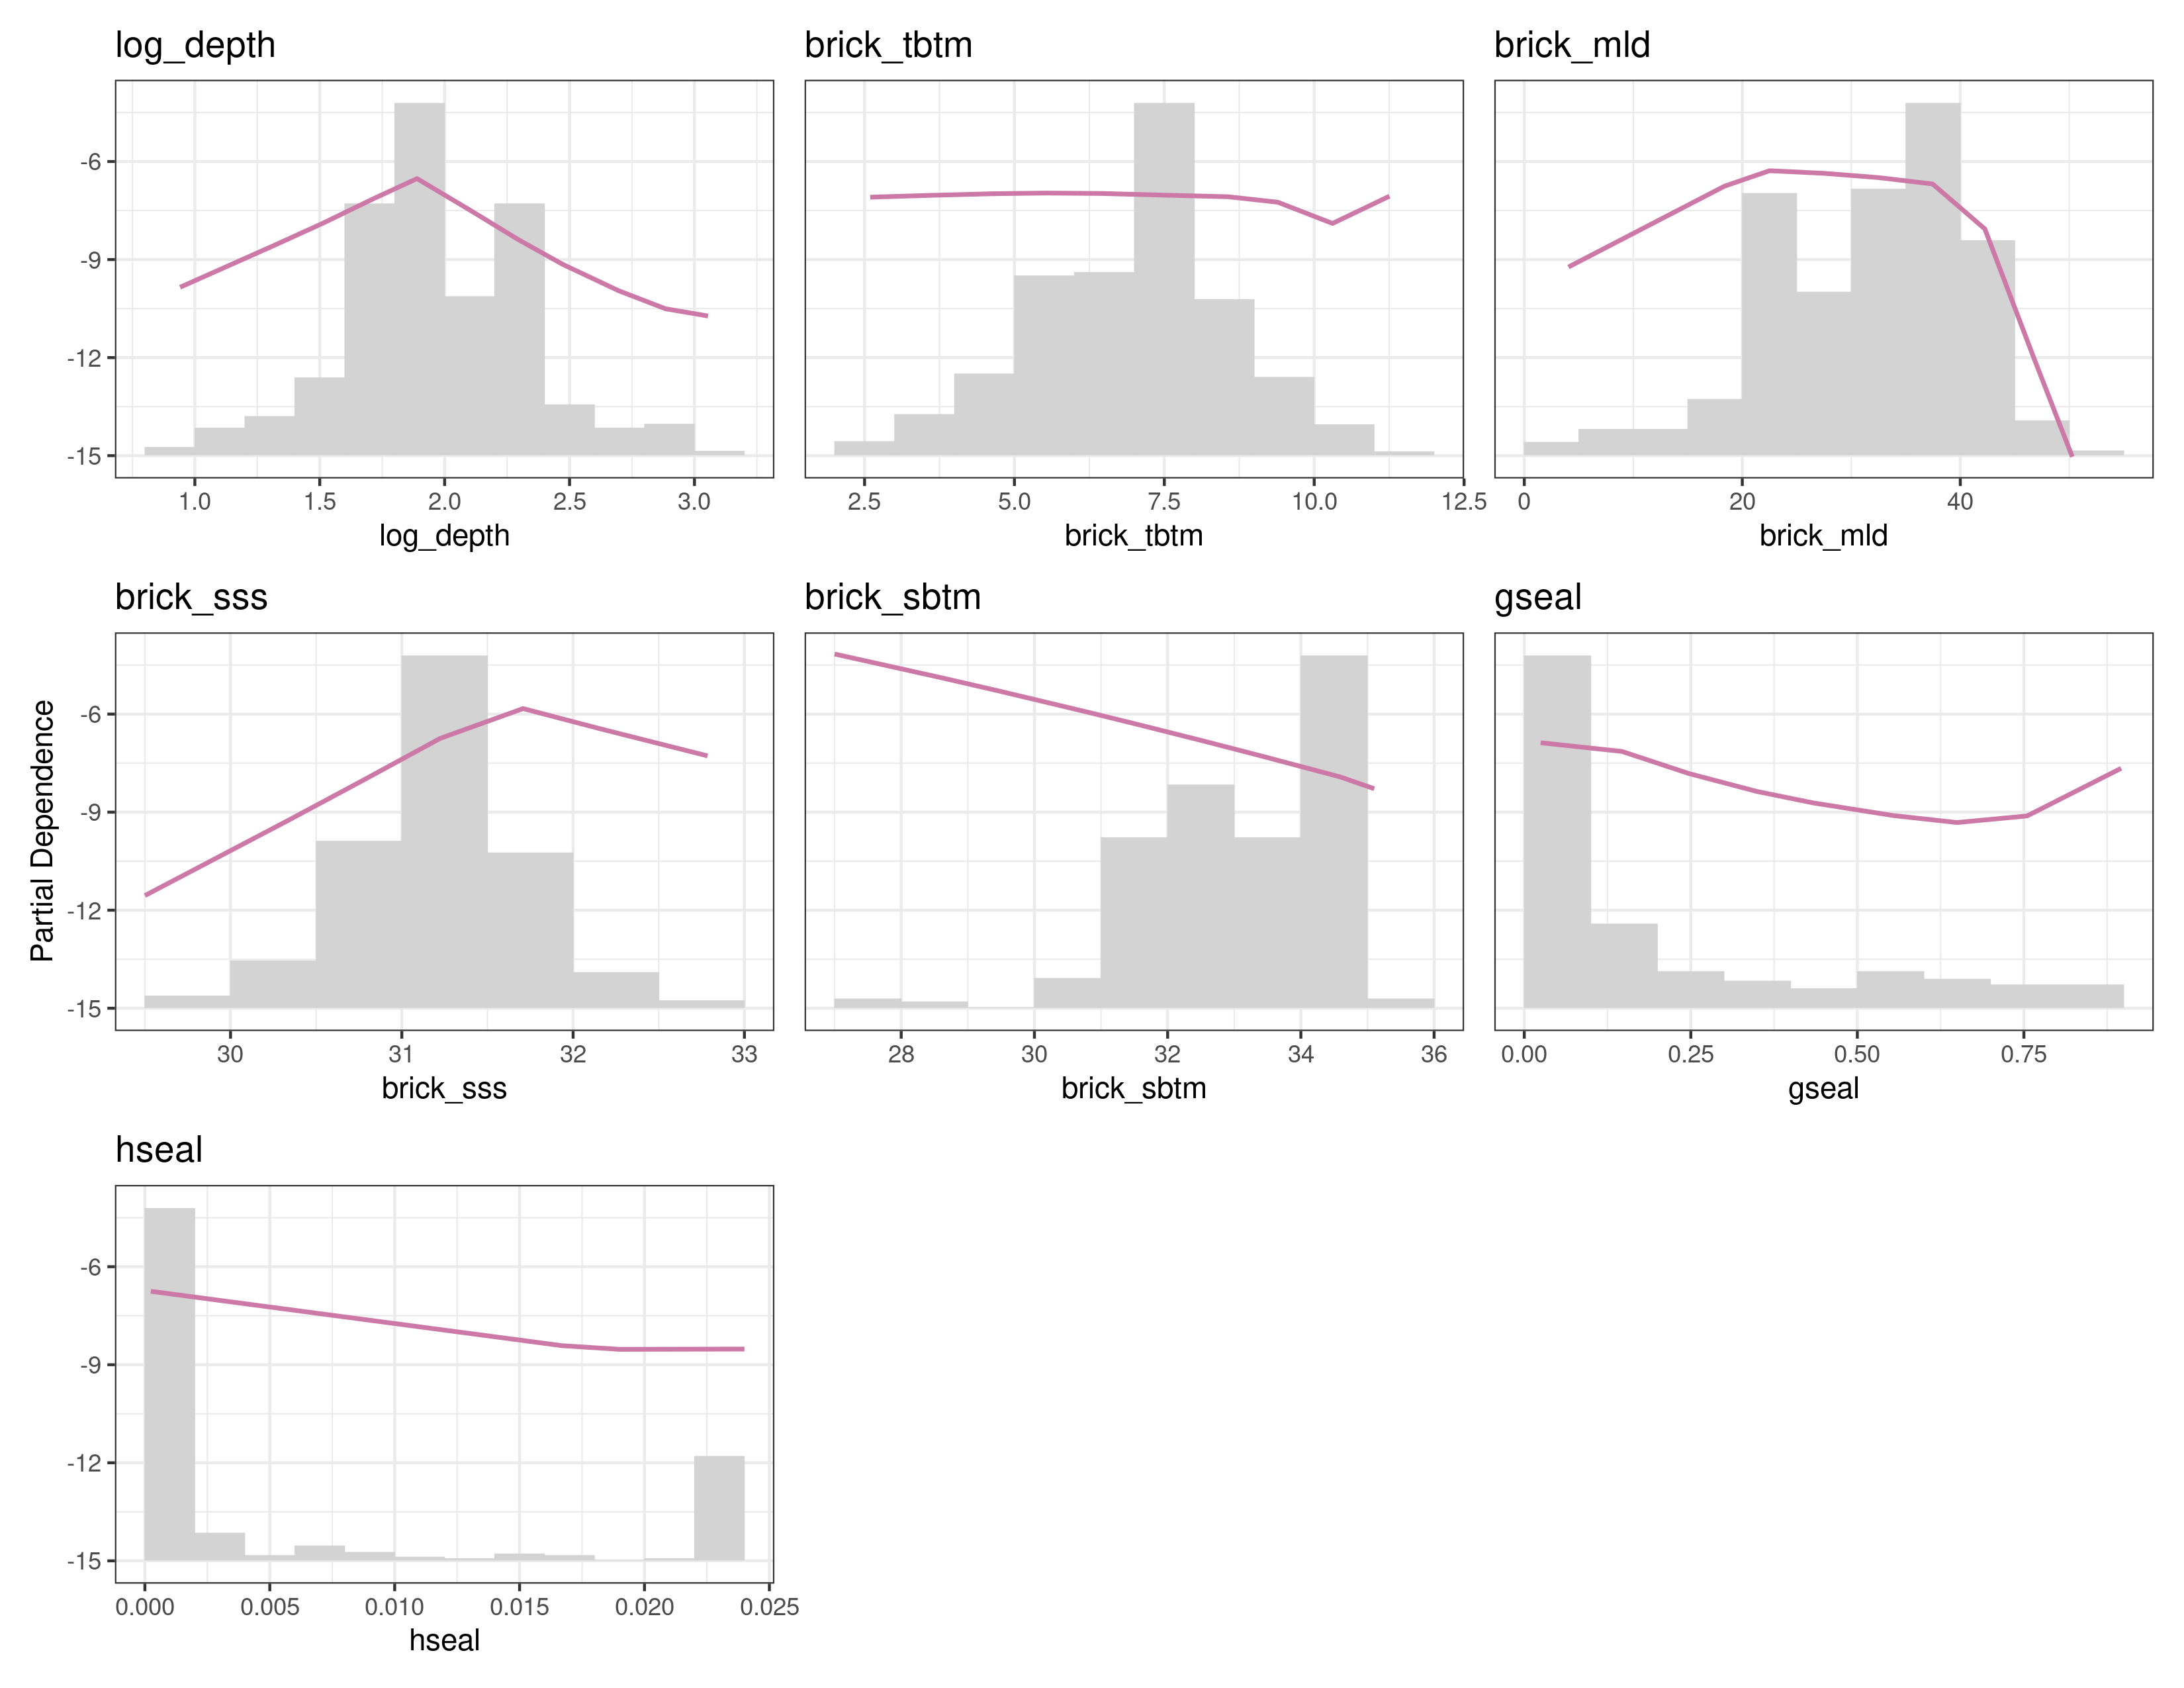 log_depth brick_tbtm brick_mld
-6
-9
-12
-15
1.0 1.5 2.0 2.5 3.0 2.5 5.0 7.5 10.0 12.5 0 20 40
log_depth brick_tbtm brick_mld
brick_sss brick_sbtm gseal
Partial Dependence
-6
-9
-12
-15
30 31 32 33 28 30 32 34 36 0.00 0.25 0.50 0.75
brick_sss brick_sbtm gseal
hseal
-6
-9
-12
-15
0.000 0.005 0.010 0.015 0.020 0.025
hseal